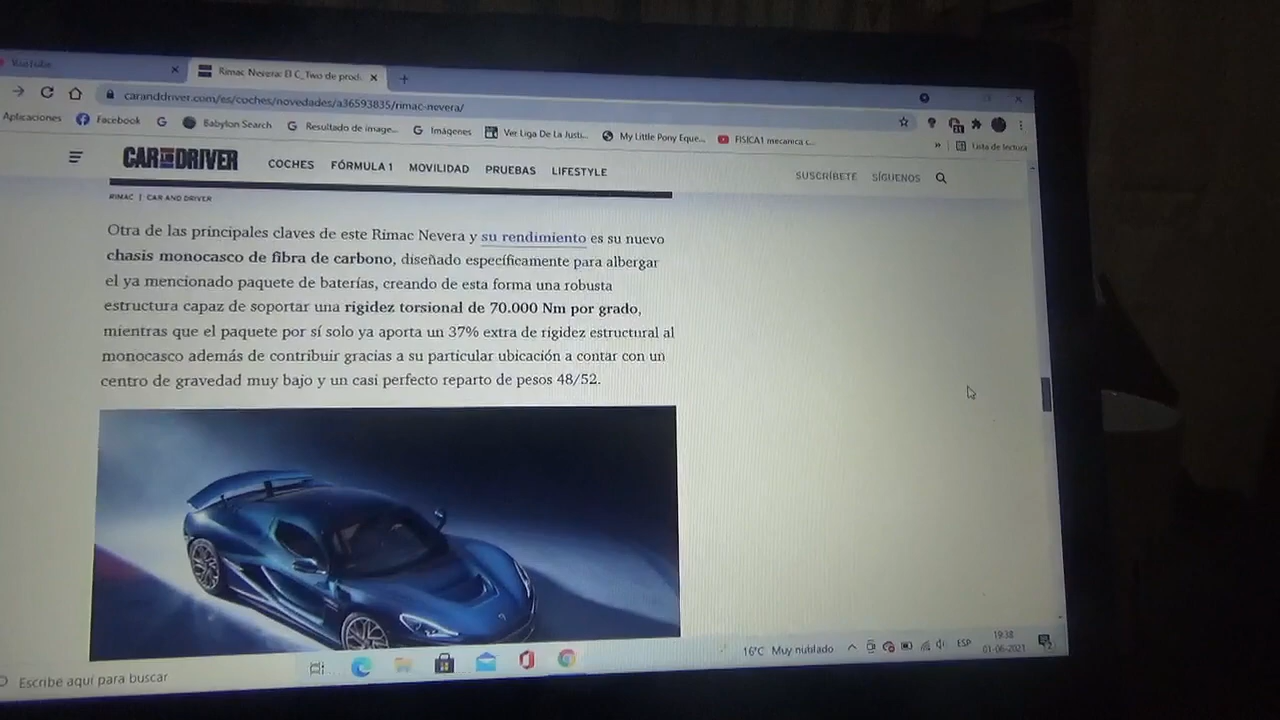 YouTube
Rimac Nevera: El C_Two de prod
caranddriver.com/es/coches/novedades/a36593835/rimac-nevera/
Aplicaciones Facebook Babylon Search Resultado de image... Imágenes Ver Liga De La Justi... My Little Pony Eque... FISICA1 mecanica c...
Lista de lectura
CAR AND DRIVER COCHES FÓRMULA 1 MOVILIDAD PRUEBAS LIFESTYLE SUSCRÍBETE SÍGUENOS
RIMAC | CAR AND DRIVER
Otra de las principales claves de este Rimac Nevera y su rendimiento es su nuevo
chasis monocasco de fibra de carbono, diseñado específicamente para albergar
el ya mencionado paquete de baterías, creando de esta forma una robusta
estructura capaz de soportar una rigidez torsional de 70.000 Nm por grado,
mientras que el paquete por sí solo ya aporta un 37% extra de rigidez estructural al
monocasco además de contribuir gracias a su particular ubicación a contar con un
centro de gravedad muy bajo y un casi perfecto reparto de pesos 48/52.
Escribe aquí para buscar
16°C Muy nublado
ESP
19:38
01-06-2021